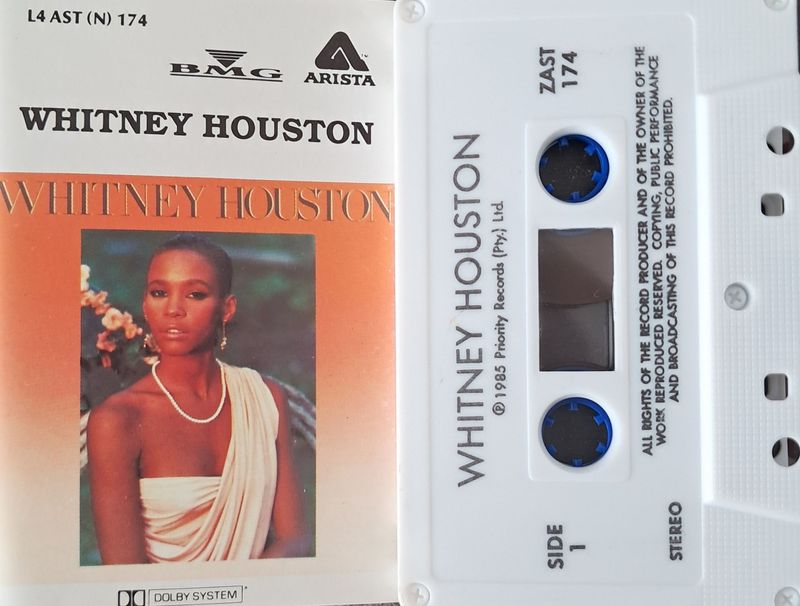 L4 AST (N) 174
BMG
ARISTA
WHITNEY HOUSTON
WHITNEY HOUSTON
DOLBY SYSTEM
WHITNEY HOUSTON
℗ 1985 Priority Records (Pty.) Ltd.
ZAST
174
SIDE
1
ALL RIGHTS OF THE RECORD PRODUCER AND OF THE OWNER OF THE
WORK REPRODUCED RESERVED. COPYING, PUBLIC PERFORMANCE
AND BROADCASTING OF THIS RECORD PROHIBITED.
STEREO